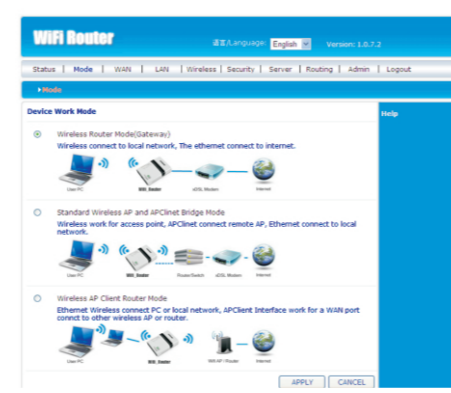 WiFi Router
语言/Language: English Version: 1.0.7.2
Status | Mode | WAN | LAN | Wireless | Security | Server | Routing | Admin | Logout
Mode
Device Work Mode
Help
Wireless Router Mode(Gateway)
Wireless connect to local network, The ethernet connect to internet.
User PC Wifi_Router xDSL Modem Internet
Standard Wireless AP and APClinet Bridge Mode
Wireless work for access point, APClinet connect remote AP, Ethernet connect to local
network.
User PC Wifi_Router Router/Switch xDSL Modem Internet
Wireless AP Client Router Mode
Ethernet Wireless connect PC or local network, APClient Interface work for a WAN port
connct to other wireless AP or router.
User PC Wifi_Router Wifi AP / Router Internet
APPLY CANCEL